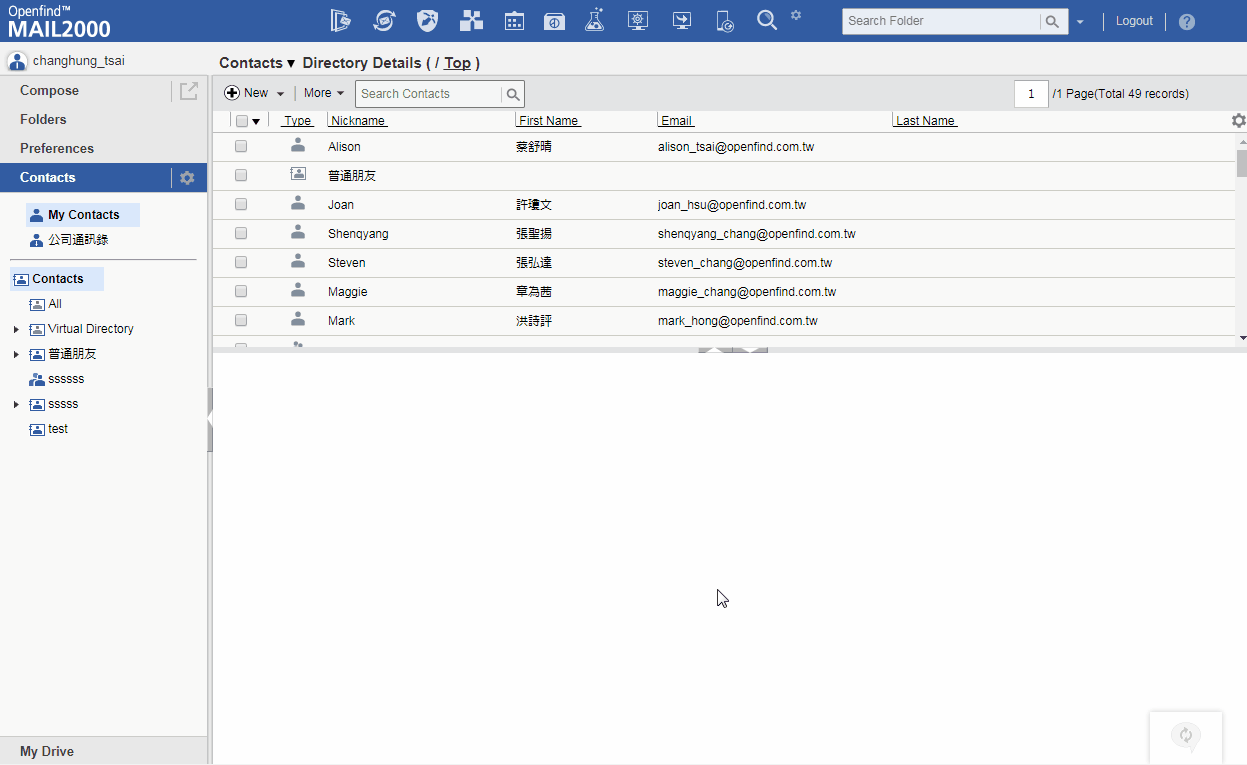 Openfind™
MAIL2000
Search Folder
Logout
changhung_tsai
Contacts ▾ Directory Details ( / Top )
Compose
Folders
Preferences
Contacts
My Contacts
公司通訊錄
Contacts
All
Virtual Directory
普通朋友
ssssss
sssss
test
My Drive
New | More
Search Contacts
1 /1 Page(Total 49 records)
Type Nickname First Name Email Last Name
Alison 蔡舒晴 alison_tsai@openfind.com.tw
普通朋友
Joan 許瓊文 joan_hsu@openfind.com.tw
Shenqyang 張聖揚 shenqyang_chang@openfind.com.tw
Steven 張弘達 steven_chang@openfind.com.tw
Maggie 章為茜 maggie_chang@openfind.com.tw
Mark 洪詩評 mark_hong@openfind.com.tw